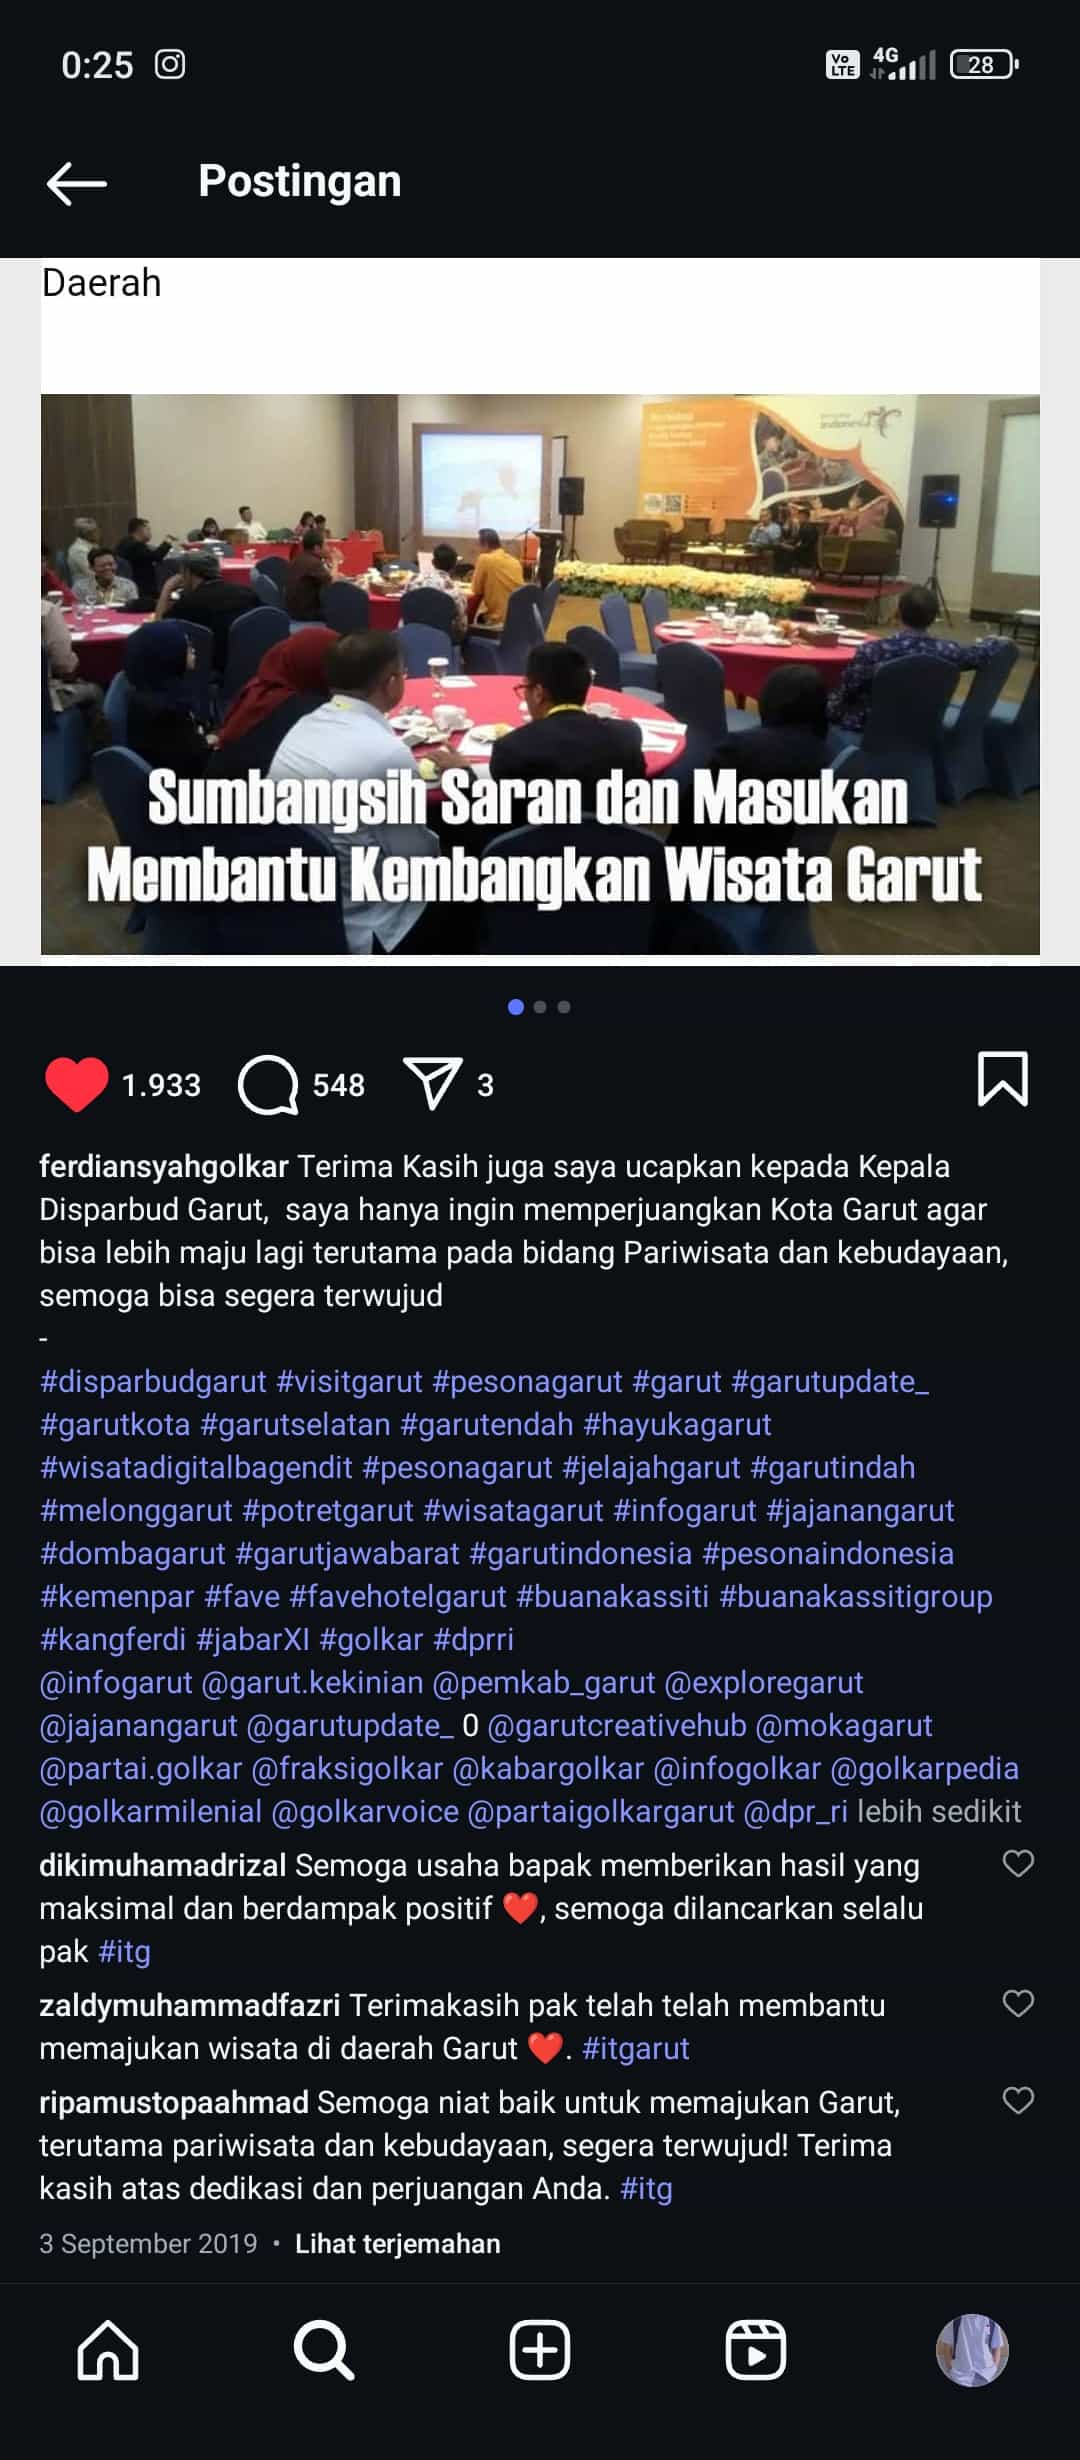 0:25
Vo LTE 4G 28
Postingan
Daerah
Sumbangsih Saran dan Masukan
Membantu Kembangkan Wisata Garut
1.933 548 3
ferdiansyahgolkar Terima Kasih juga saya ucapkan kepada Kepala
Disparbud Garut, saya hanya ingin memperjuangkan Kota Garut agar
bisa lebih maju lagi terutama pada bidang Pariwisata dan kebudayaan,
semoga bisa segera terwujud
-
#disparbudgarut #visitgarut #pesonagarut #garut #garutupdate_
#garutkota #garutselatan #garutendah #hayukagarut
#wisatadigitalbagendit #pesonagarut #jelajahgarut #garutindah
#melonggarut #potretgarut #wisatagarut #infogarut #jajanangarut
#dombagarut #garutjawabarat #garutindonesia #pesonaindonesia
#kemenpar #fave #favehotelgarut #buanakassiti #buanakassitigroup
#kangferdi #jabarXI #golkar #dprri
@infogarut @garut.kekinian @pemkab_garut @exploregarut
@jajanangarut @garutupdate_ 0 @garutcreativehub @mokagarut
@partai.golkar @fraksigolkar @kabargolkar @infogolkar @golkarpedia
@golkarmilenial @golkarvoice @partaigolkargarut @dpr_ri lebih sedikit
dikimuhamadrizal Semoga usaha bapak memberikan hasil yang
maksimal dan berdampak positif ❤️, semoga dilancarkan selalu
pak #itg
zaldymuhammadfazri Terimakasih pak telah telah membantu
memajukan wisata di daerah Garut ❤️. #itgarut
ripamustopaahmad Semoga niat baik untuk memajukan Garut,
terutama pariwisata dan kebudayaan, segera terwujud! Terima
kasih atas dedikasi dan perjuangan Anda. #itg
3 September 2019 • Lihat terjemahan